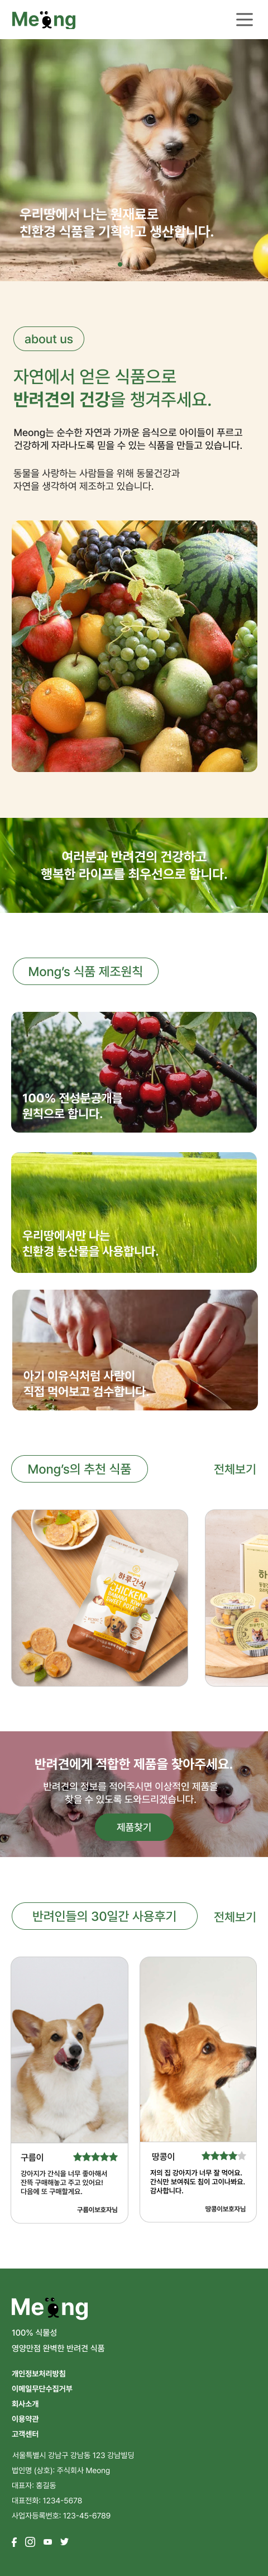 Meong
우리땅에서 나는 원재료로
친환경 식품을 기획하고 생산합니다.
about us
자연에서 얻은 식품으로
반려견의 건강을 챙겨주세요.
Meong는 순수한 자연과 가까운 음식으로 아이들이 푸르고
건강하게 자라나도록 믿을 수 있는 식품을 만들고 있습니다.
동물을 사랑하는 사람들을 위해 동물건강과
자연을 생각하여 제조하고 있습니다.
여러분과 반려견의 건강하고
행복한 라이프를 최우선으로 합니다.
Mong’s 식품 제조원칙
100% 전성분공개를
원칙으로 합니다.
우리땅에서만 나는
친환경 농산물을 사용합니다.
아기 이유식처럼 사람이
직접 먹어보고 검수합니다.
Mong’s의 추천 식품
전체보기
하루간식
CHICKEN
반려견에게 적합한 제품을 찾아주세요.
반려견의 정보를 적어주시면 이상적인 제품을
찾을 수 있도록 도와드리겠습니다.
제품찾기
반려인들의 30일간 사용후기
전체보기
구름이
강아지가 간식을 너무 좋아해서
잔뜩 구매해놓고 주고 있어요!
다음에 또 구매할게요.
구름이보호자님
땅콩이
저희 집 강아지가 너무 잘 먹어요.
간식만 보여줘도 침이 고이나봐요.
감사합니다.
땅콩이보호자님
Meong
100% 식물성
영양만점 완벽한 반려견 식품
개인정보처리방침
이메일무단수집거부
회사소개
이용약관
고객센터
서울특별시 강남구 강남동 123 강남빌딩
법인명 (상호): 주식회사 Meong
대표자: 홍길동
대표전화: 1234-5678
사업자등록번호: 123-45-6789